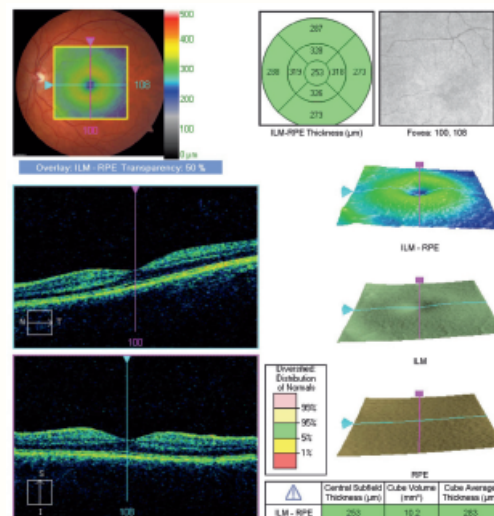 500
400
300
200
100
0 µm
108
100
Overlay: ILM - RPE Transparency: 50 %
287
328
288 319 253 318 273
326
273
ILM-RPE Thickness (µm)
Fovea: 100, 108
ILM - RPE
N T
100
ILM
Diversified:
Distribution
of Normals
99%
95%
5%
1%
RPE
S
I
108
Central Subfield
Thickness (µm)
Cube Volume
(mm³)
Cube Average
Thickness (µm)
ILM - RPE 253 10.2 283